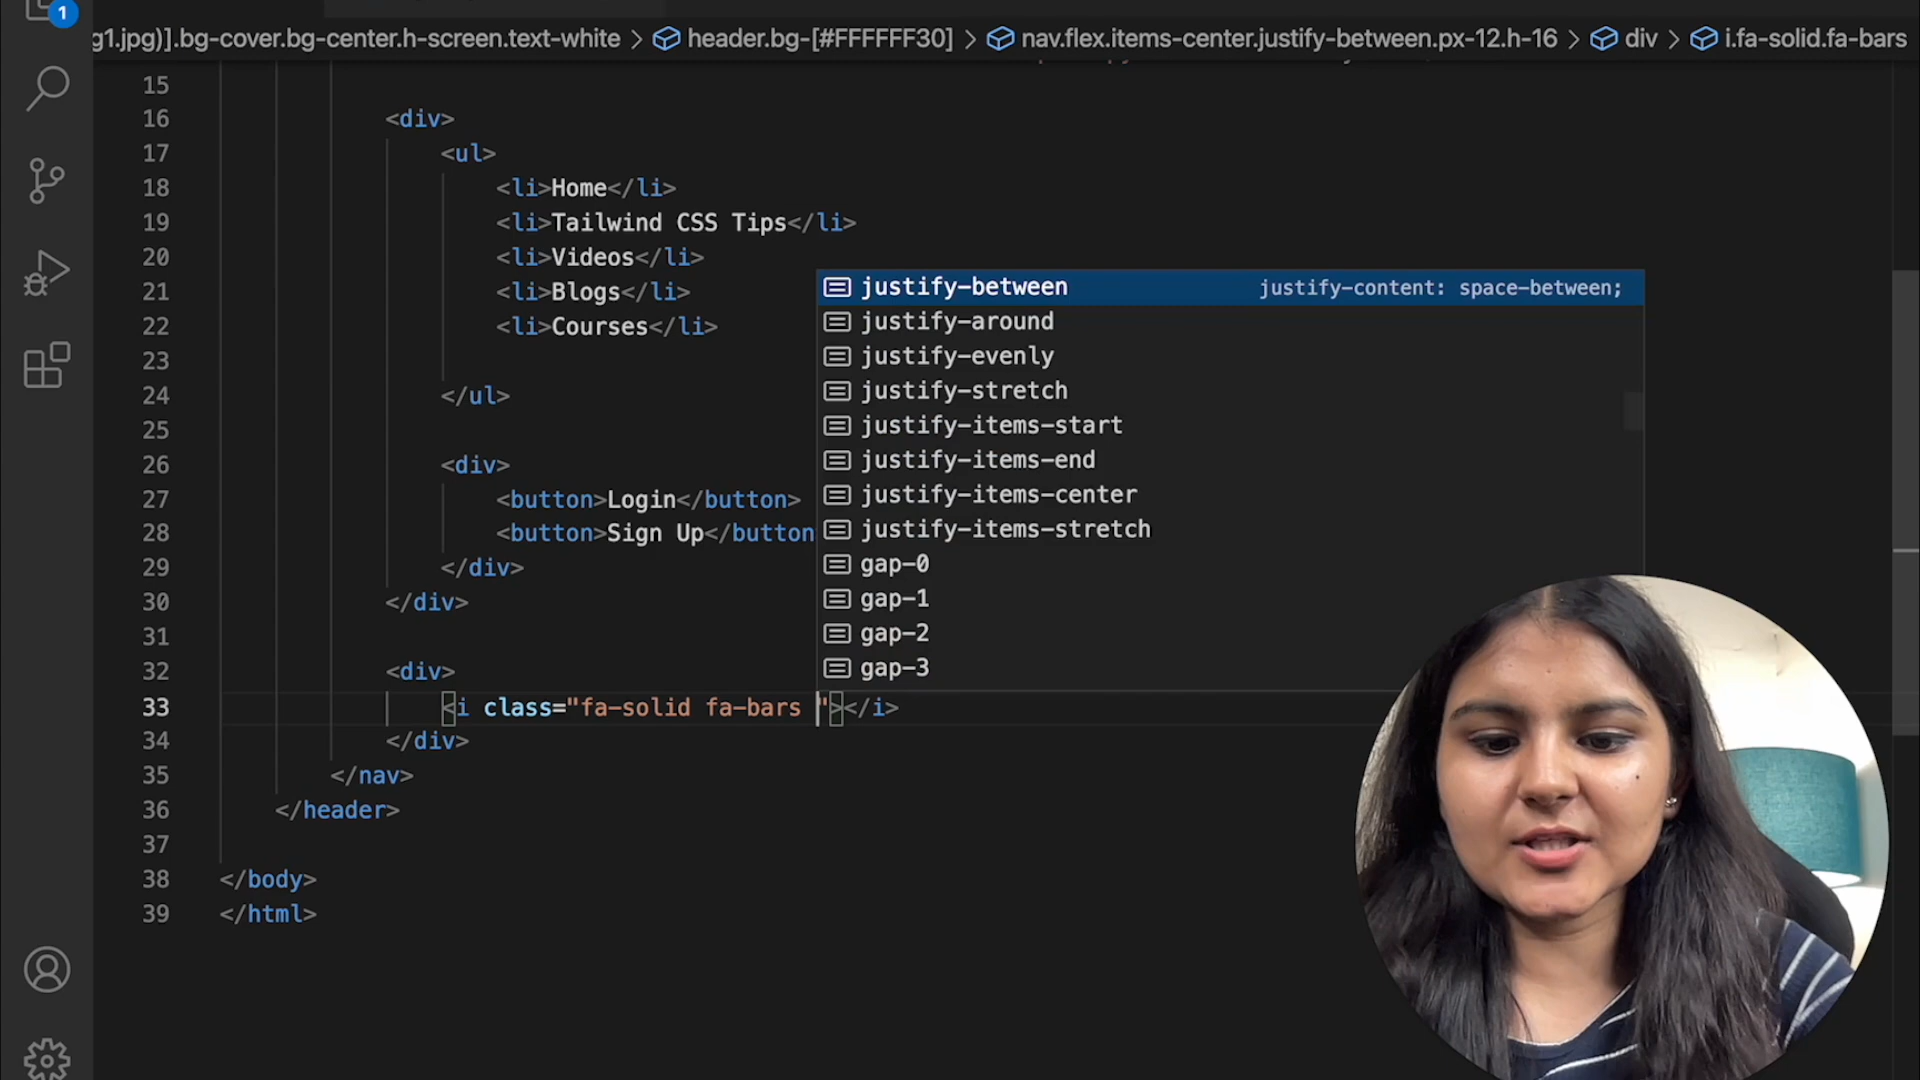 1
g1.jpg)].bg-cover.bg-center.h-screen.text-white > header.bg-[#FFFFFF30] > nav.flex.items-center.justify-between.px-12.h-16 > div > i.fa-solid.fa-bars
15
16 <div>
17 <ul>
18 <li>Home</li>
19 <li>Tailwind CSS Tips</li>
20 <li>Videos</li>
21 <li>Blogs</li>
22 <li>Courses</li>
23
24 </ul>
25
26 <div>
27 <button>Login</button>
28 <button>Sign Up</button
29 </div>
30 </div>
31
32 <div>
33 <i class="fa-solid fa-bars "></i>
34 </div>
35 </nav>
36 </header>
37
38 </body>
39 </html>
justify-between justify-content: space-between;
justify-around
justify-evenly
justify-stretch
justify-items-start
justify-items-end
justify-items-center
justify-items-stretch
gap-0
gap-1
gap-2
gap-3